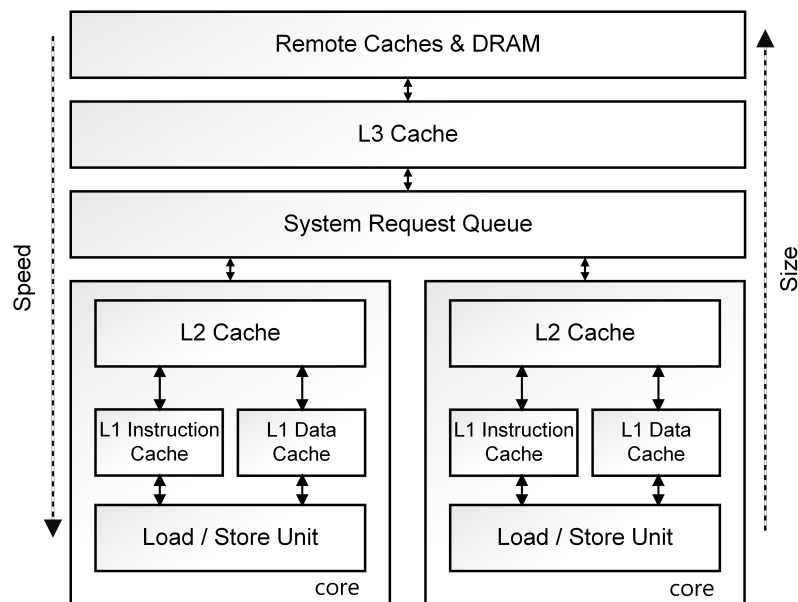 Remote Caches & DRAM
L3 Cache
System Request Queue
Speed
Size
L2 Cache
L1 Instruction
Cache
L1 Data
Cache
Load / Store Unit
core
L2 Cache
L1 Instruction
Cache
L1 Data
Cache
Load / Store Unit
core